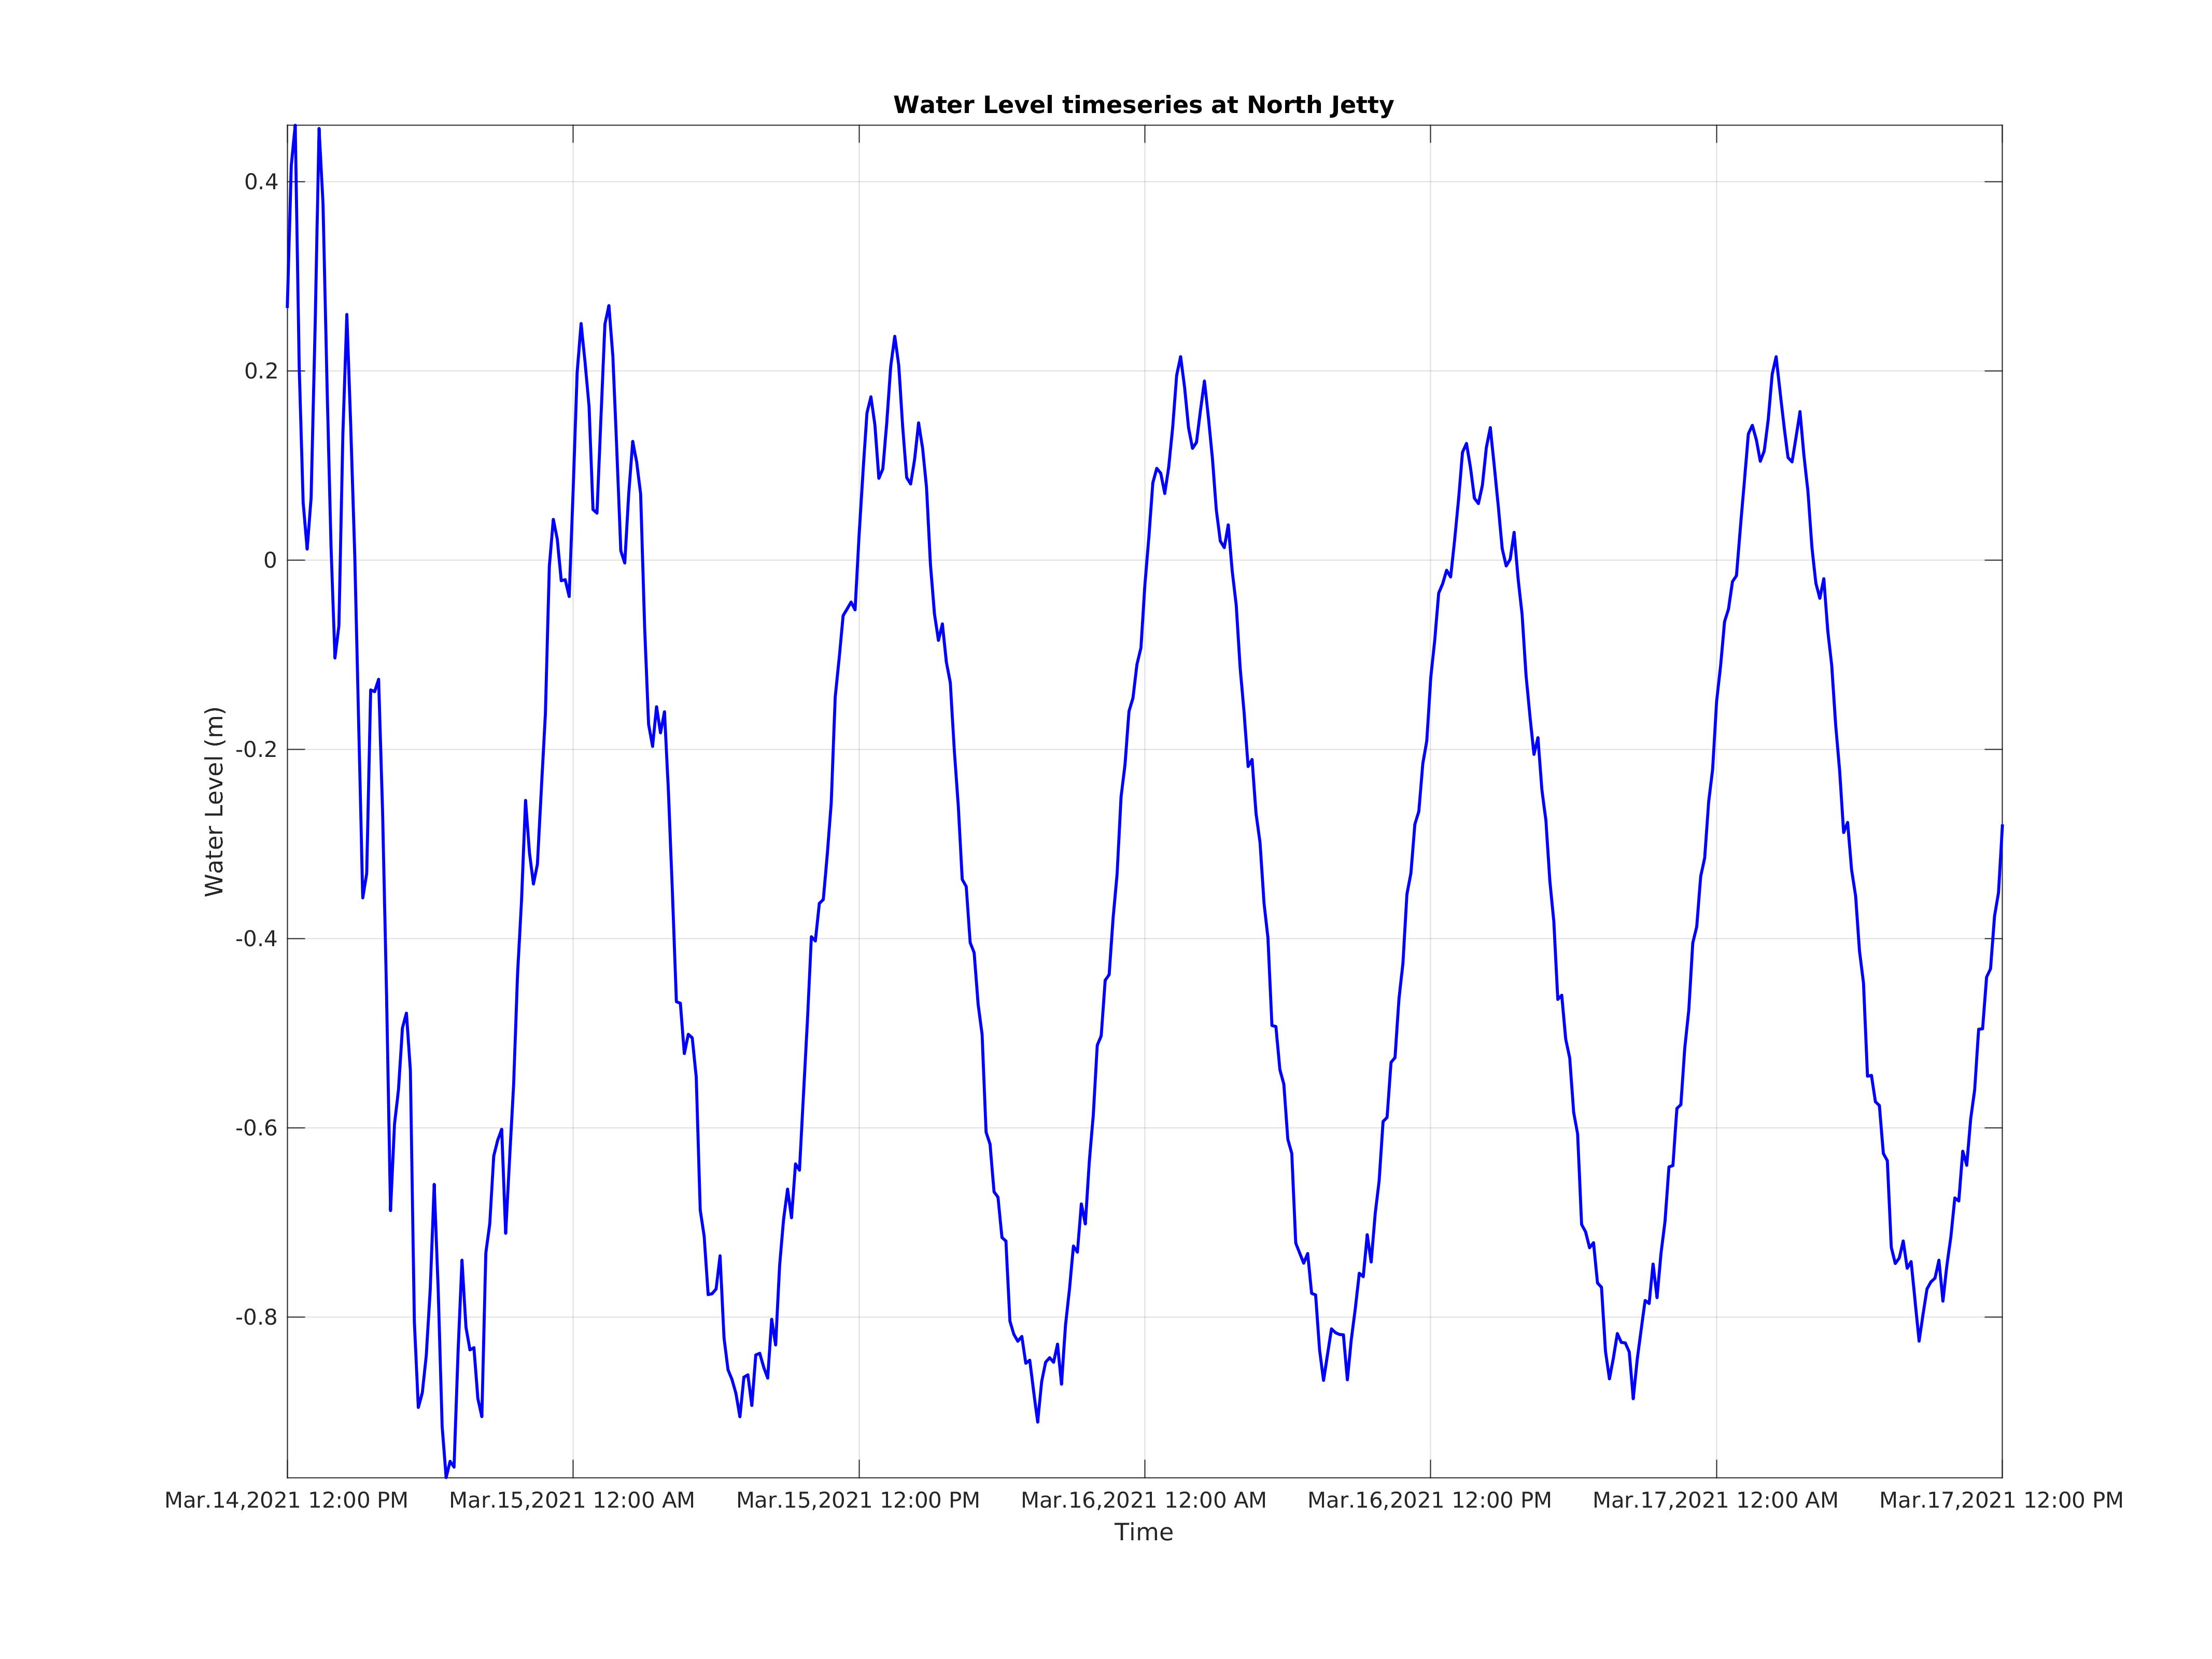 Water Level timeseries at North Jetty
0.4
0.2
0
-0.2
-0.4
-0.6
-0.8
Water Level (m)
Mar.14,2021 12:00 PM
Mar.15,2021 12:00 AM
Mar.15,2021 12:00 PM
Mar.16,2021 12:00 AM
Mar.16,2021 12:00 PM
Mar.17,2021 12:00 AM
Mar.17,2021 12:00 PM
Time